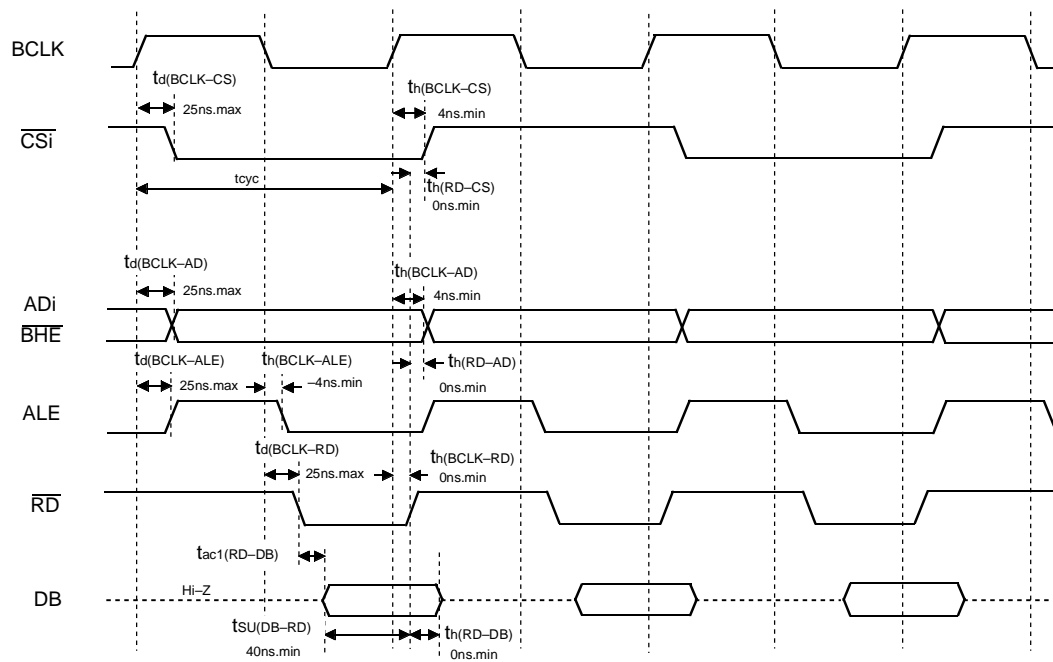 BCLK
td(BCLK–CS)
25ns.max
th(BCLK–CS)
4ns.min
CSi
tcyc
th(RD–CS)
0ns.min
td(BCLK–AD)
25ns.max
th(BCLK–AD)
4ns.min
ADi
BHE
td(BCLK–ALE)
25ns.max
th(BCLK–ALE)
–4ns.min
th(RD–AD)
0ns.min
ALE
td(BCLK–RD)
25ns.max
th(BCLK–RD)
0ns.min
RD
tac1(RD–DB)
Hi–Z
DB
tSU(DB–RD)
40ns.min
th(RD–DB)
0ns.min